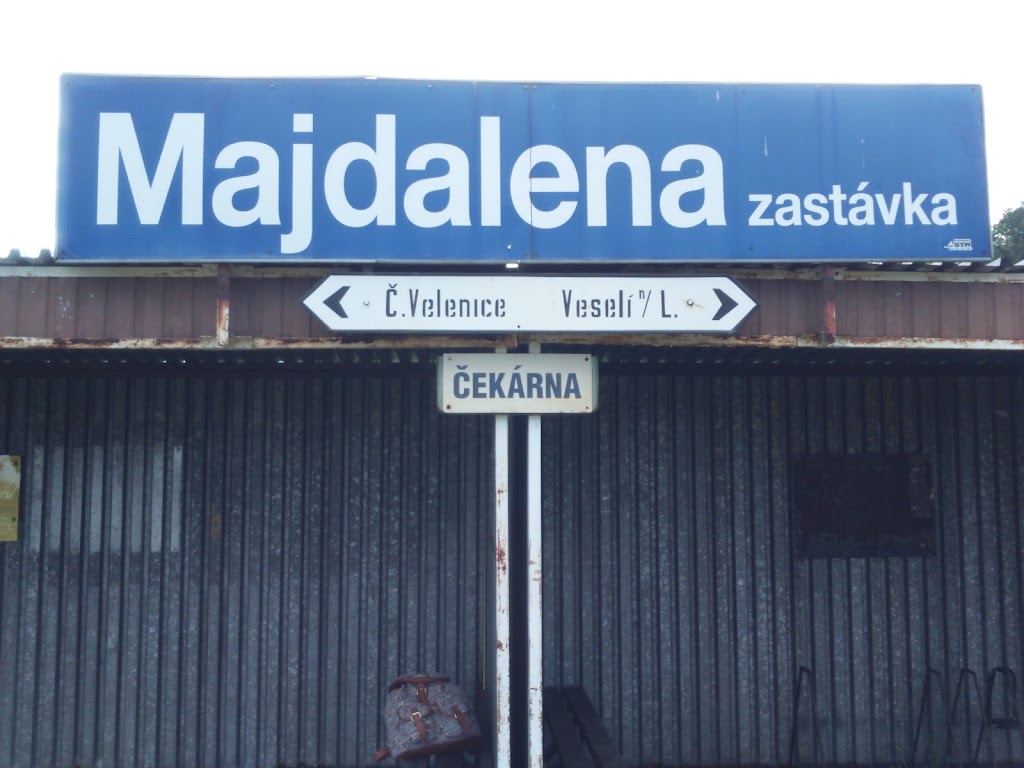 Majdalena zastávka
Č.Velenice Veselí n/L.
ČEKÁRNA